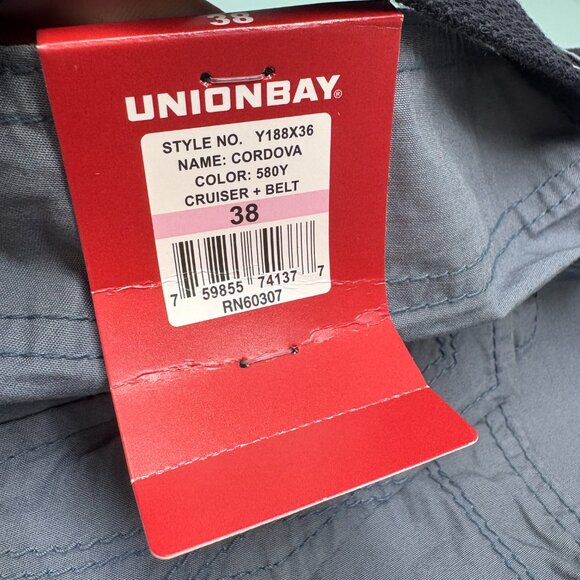 38
UNIONBAY®
STYLE NO. Y188X36
NAME: CORDOVA
COLOR: 580Y
CRUISER + BELT
38
7 59855 74137 7
RN60307